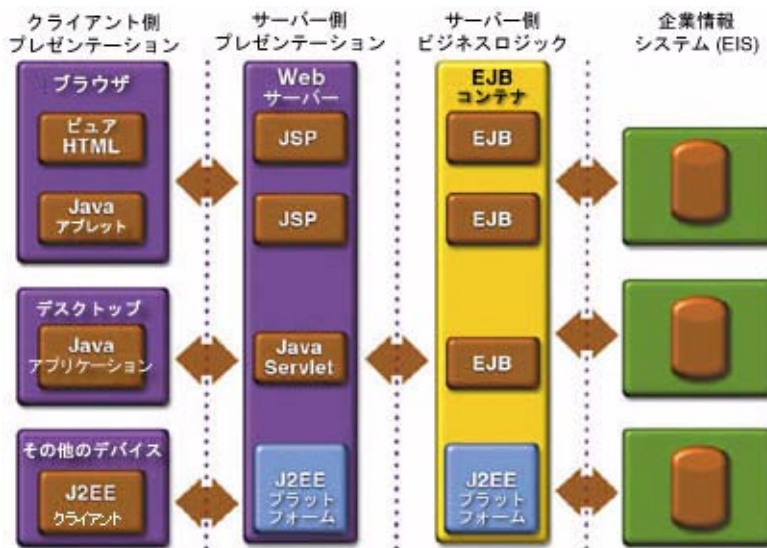 クライアント側
プレゼンテーション
サーバー側
プレゼンテーション
サーバー側
ビジネスロジック
企業情報
システム (EIS)
ブラウザ
ピュア
HTML
Java
アプレット
デスクトップ
Java
アプリケーション
その他のデバイス
J2EE
クライアント
Web
サーバー
JSP
JSP
Java
Servlet
J2EE
プラット
フォーム
EJB
コンテナ
EJB
EJB
EJB
J2EE
プラット
フォーム